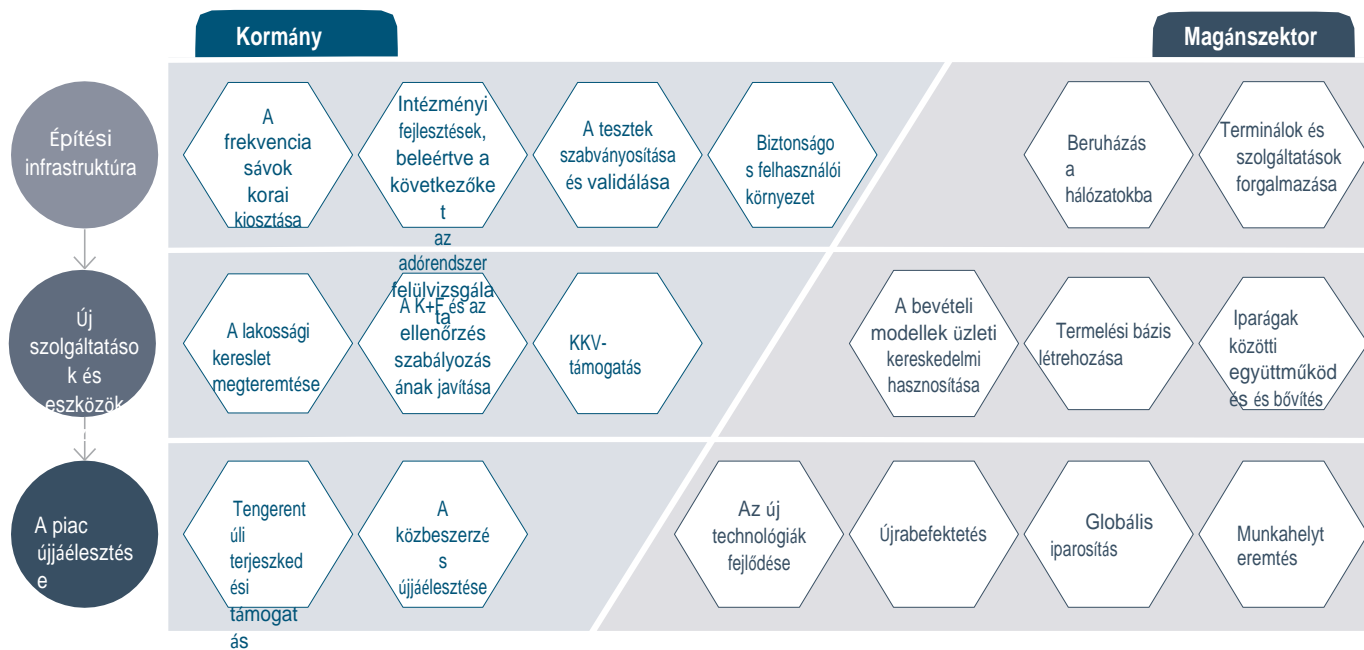 Kormány
Magánszektor
Építési
infrastruktúra
A
frekvencia
sávok
korai
kiosztása
Intézményi
fejlesztések,
beleértve a
következőke
t
az
adórendszer
felülvizsgála
ta
A tesztek
szabványosítása
és validálása
Biztonságo
s felhasználói
környezet
Beruházás
a
hálózatokba
Terminálok és
szolgáltatások
forgalmazása
Új
szolgáltatáso
k és
eszközök
A lakossági
kereslet
megteremtése
A K+F és az
ellenőrzés
szabályozás
ának javítása
KKV-
támogatás
A bevételi
modellek üzleti
kereskedelmi
hasznosítása
Termelési bázis
létrehozása
Iparágak
közötti
együttműköd
és és bővítés
A piac
újjáélesztés
e
Tengerent
úli
terjeszked
ési
támogat
ás
A
közbeszerzé
s
újjáélesztése
Az új
technológiák
fejlődése
Újrabefektetés
Globális
iparosítás
Munkahelyt
eremtés